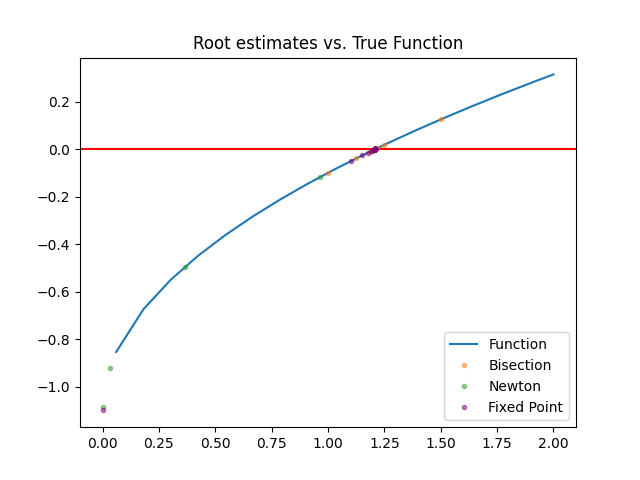 Root estimates vs. True Function
0.2
0.0
−0.2
−0.4
−0.6
−0.8
−1.0
Function
Bisection
Newton
Fixed Point
0.00 0.25 0.50 0.75 1.00 1.25 1.50 1.75 2.00